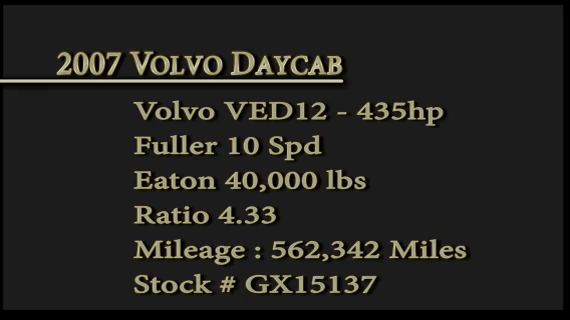 2007 Volvo Daycab
Volvo VED12 - 435hp
Fuller 10 Spd
Eaton 40,000 lbs
Ratio 4.33
Mileage : 562,342 Miles
Stock # GX15137